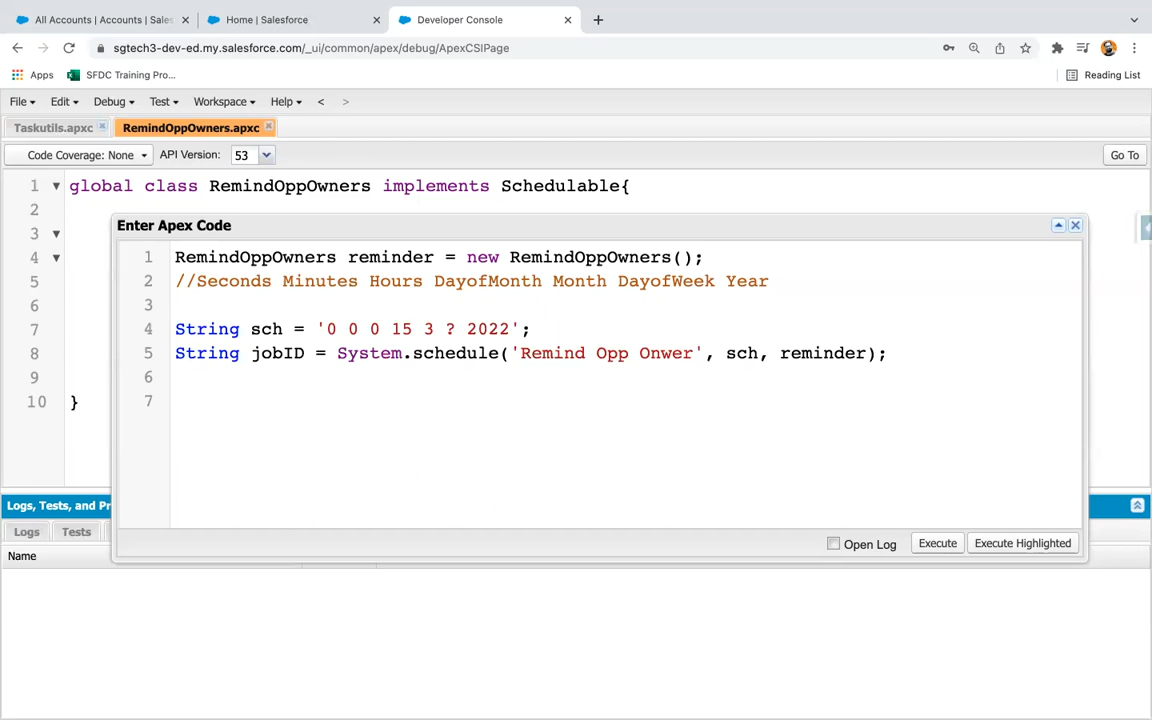 All Accounts | Accounts | Sales
Home | Salesforce
Developer Console
sgtech3-dev-ed.my.salesforce.com/_ui/common/apex/debug/ApexCSIPage
Apps
SFDC Training Pro...
Reading List
File Edit Debug Test Workspace Help < >
Taskutils.apxc
RemindOppOwners.apxc
Code Coverage: None
API Version: 53
Go To
1 global class RemindOppOwners implements Schedulable{
2
3
4
5
6
7
8
9
10 }
Enter Apex Code
1 RemindOppOwners reminder = new RemindOppOwners();
2 //Seconds Minutes Hours DayofMonth Month DayofWeek Year
3
4 String sch = '0 0 0 15 3 ? 2022';
5 String jobID = System.schedule('Remind Opp Onwer', sch, reminder);
6
7
Open Log
Execute
Execute Highlighted
Logs, Tests, and Pr
Logs
Tests
Name